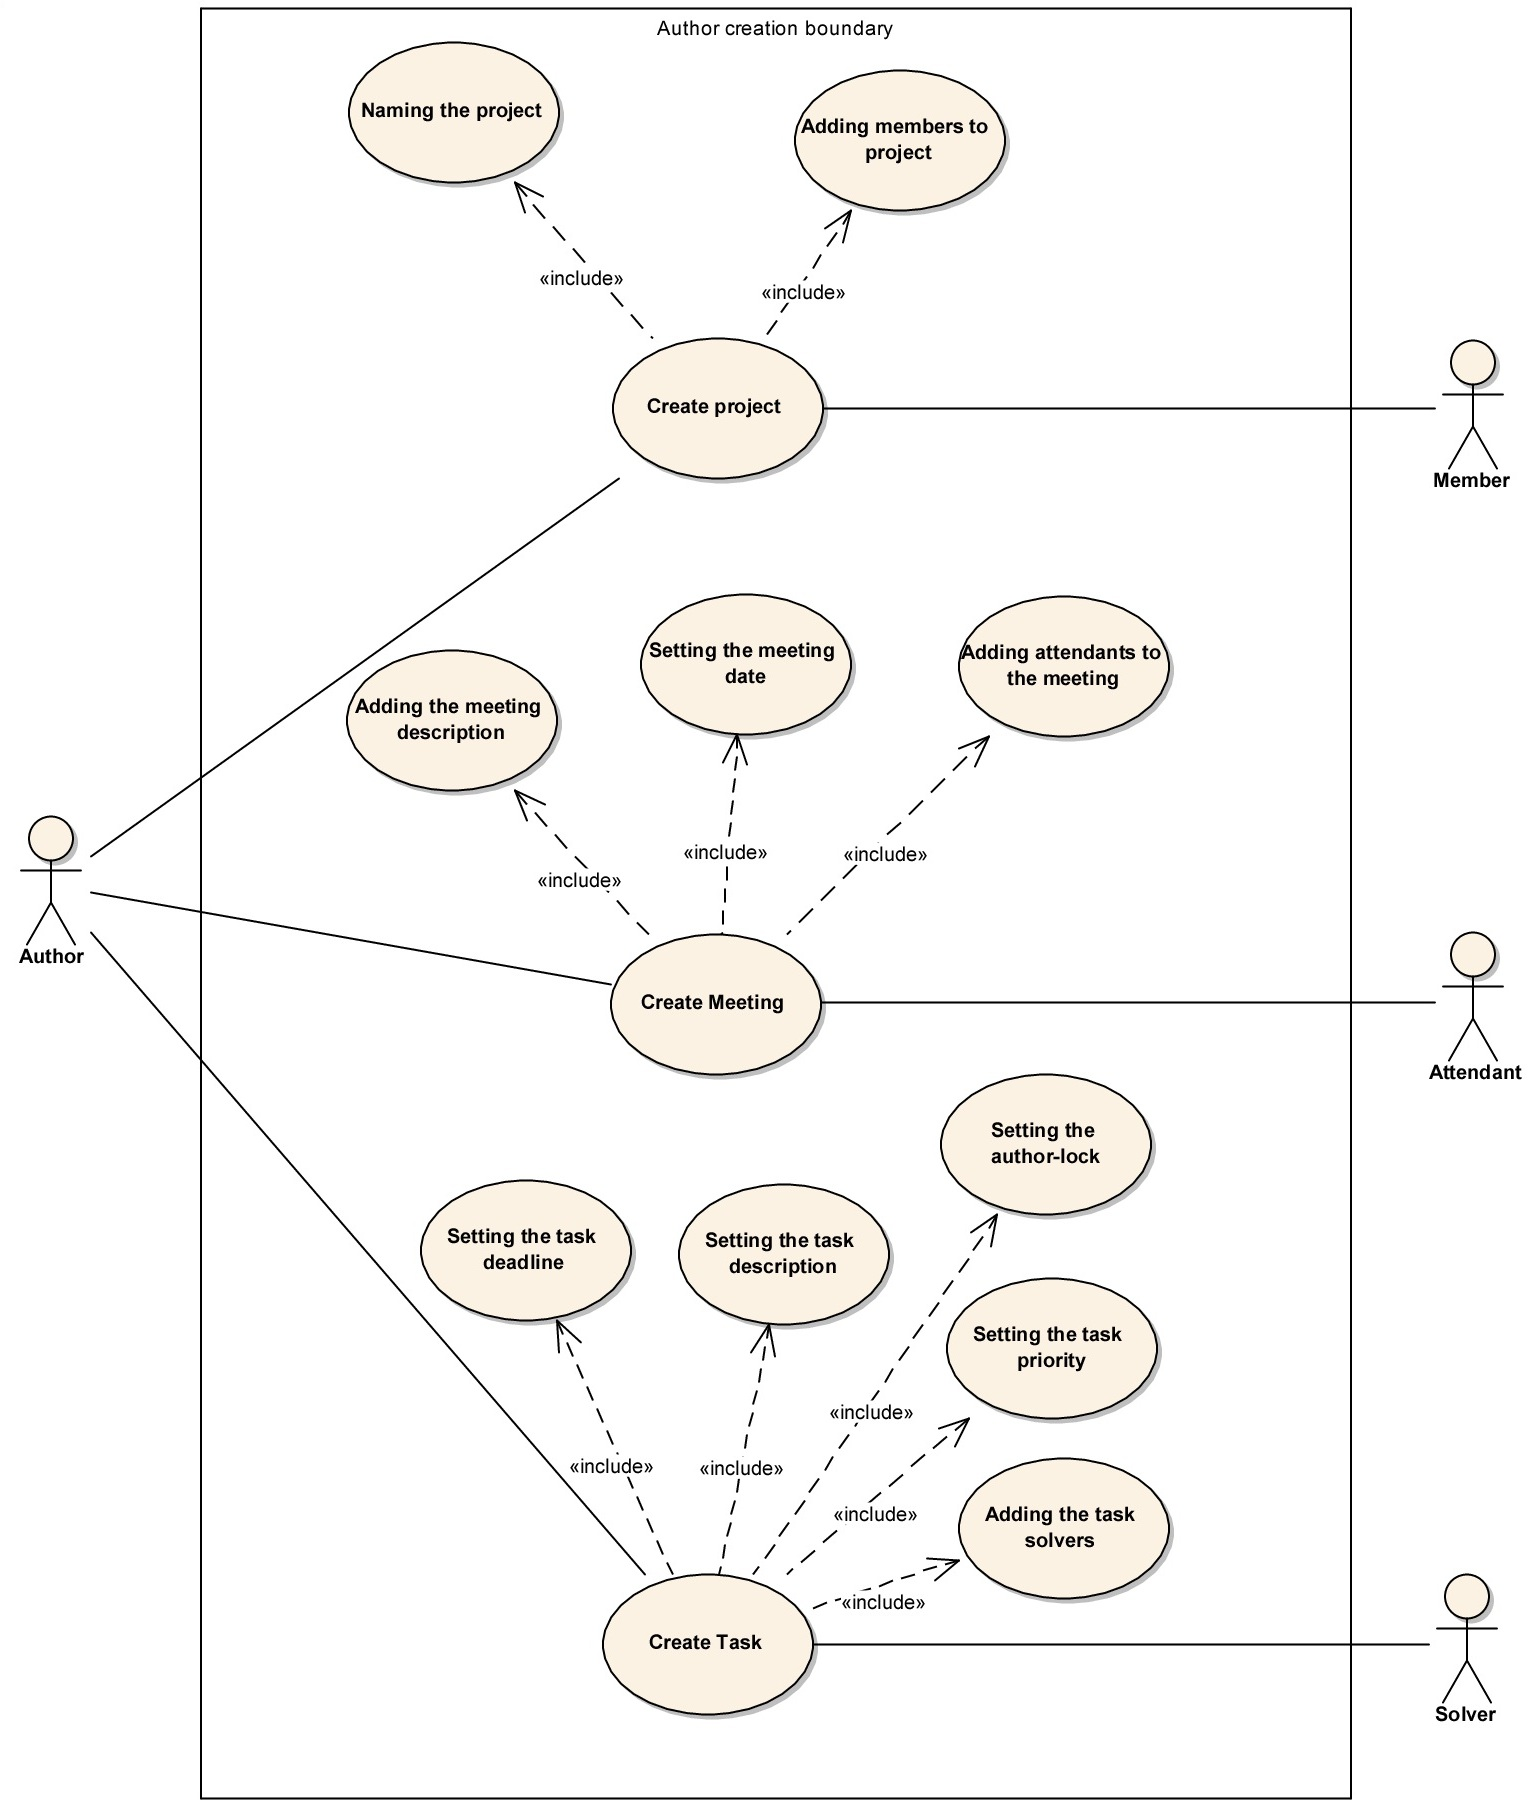 Author creation boundary
Naming the project
Adding members to
project
«include»
«include»
Create project
Member
Setting the meeting
date
Adding attendants to
the meeting
Adding the meeting
description
«include»
«include»
«include»
Author
Create Meeting
Attendant
Setting the
author-lock
Setting the task
deadline
Setting the task
description
Setting the task
priority
«include»
«include»
«include»
«include»
Adding the task
solvers
«include»
Create Task
Solver